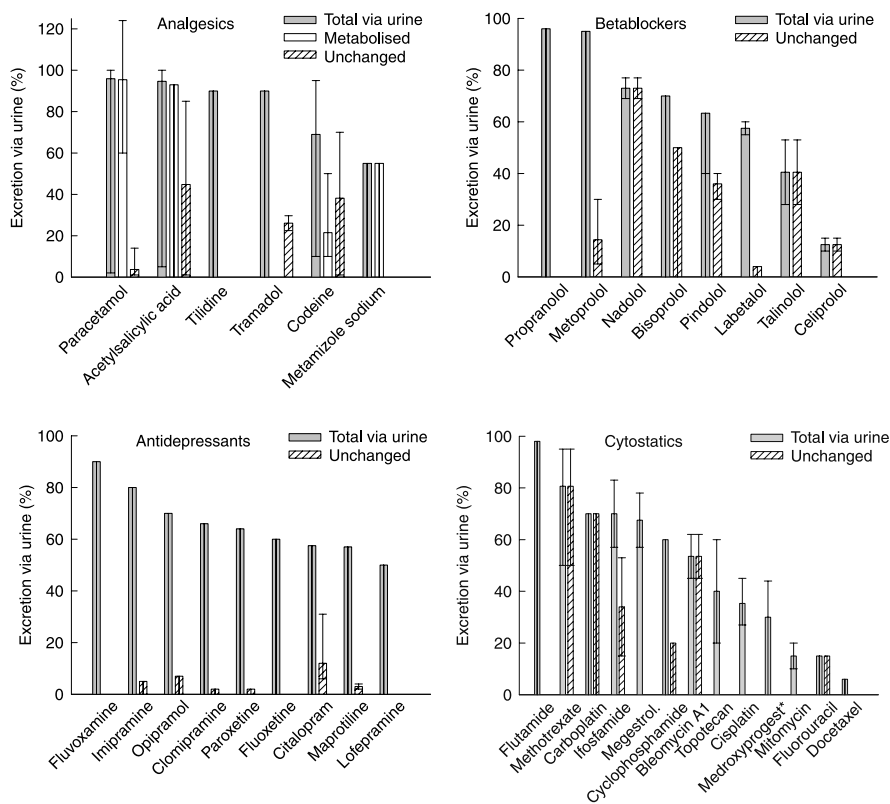 Analgesics
Total via urine
Metabolised
Unchanged
Excretion via urine (%)
120
100
80
60
40
20
0
Paracetamol
Acetylsalicylic acid
Tilidine
Tramadol
Codeine
Metamizole sodium
Betablockers
Total via urine
Unchanged
Excretion via urine (%)
100
80
60
40
20
0
Propranolol
Metoprolol
Nadolol
Bisoprolol
Pindolol
Labetalol
Talinolol
Celiprolol
Antidepressants
Total via urine
Unchanged
Excretion via urine (%)
100
80
60
40
20
0
Fluvoxamine
Imipramine
Opipramol
Clomipramine
Paroxetine
Fluoxetine
Citalopram
Maprotiline
Lofepramine
Cytostatics
Total via urine
Unchanged
Excretion via urine (%)
100
80
60
40
20
0
Flutamide
Methotrexate
Carboplatin
Ifosfamide
Megestrol.
Cyclophosphamide
Bleomycin A1
Topotecan
Cisplatin
Medroxyprogest*
Mitomycin
Fluorouracil
Docetaxel